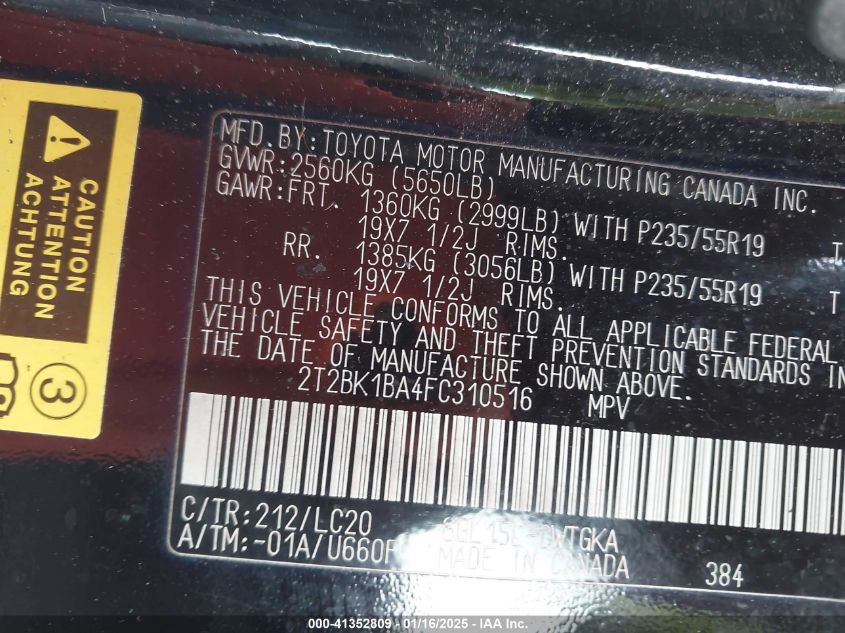 CAUTION
ATTENTION
ACHTUNG
3
MFD.BY:TOYOTA MOTOR MANUFACTURING CANADA INC.
GVWR:2560KG (5650LB)
GAWR:FRT. 1360KG (2999LB) WITH P235/55R19
19X7 1/2J RIMS.
RR. 1385KG (3056LB) WITH P235/55R19
19X7 1/2J RIMS.
THIS VEHICLE CONFORMS TO ALL APPLICABLE FEDERAL
VEHICLE SAFETY AND THEFT PREVENTION STANDARDS IN
THE DATE OF MANUFACTURE SHOWN ABOVE.
2T2BK1BA4FC310516 MPV
C/TR:212/LC20
A/TM:-01A/U660F
MADE IN CANADA
384
000-41352809 - 01/16/2025 - IAA Inc.